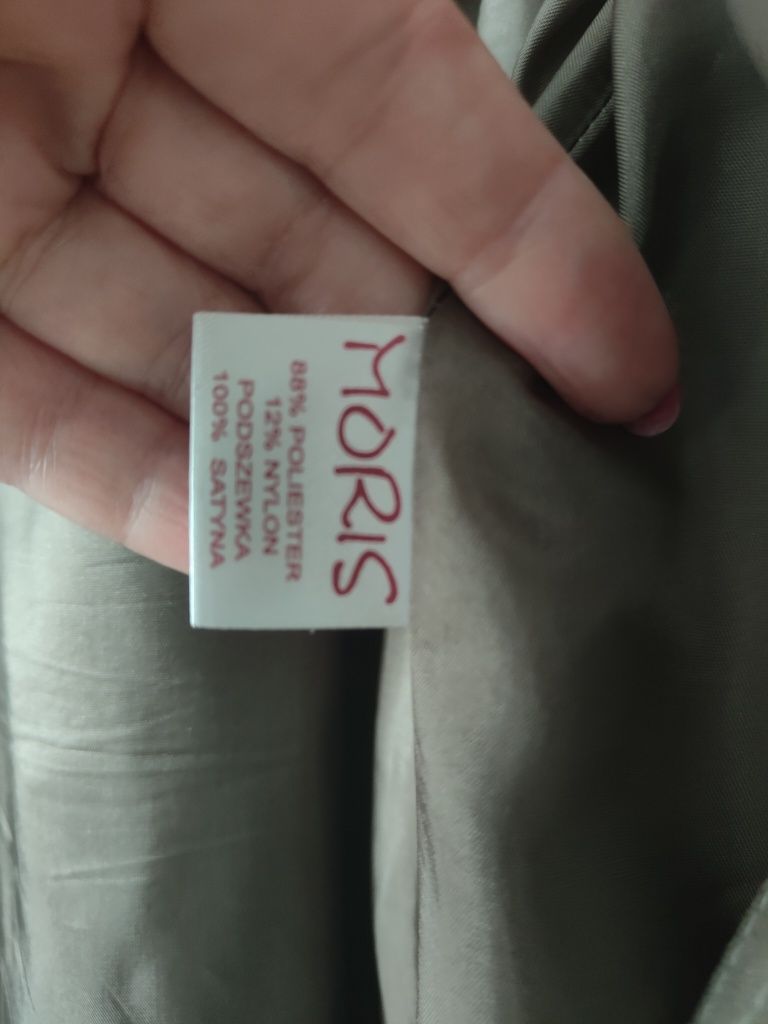 MORIS
88% POLIESTER
12% NYLON
PODSZEWKA
100% SATYNA